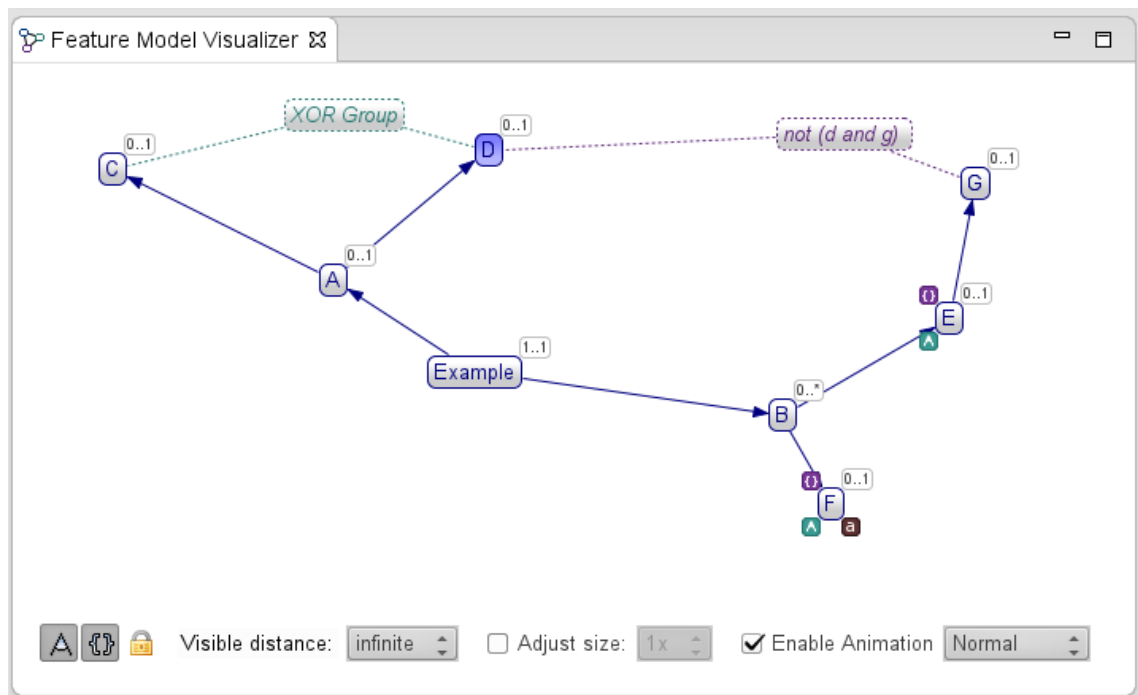 Feature Model Visualizer
XOR Group
0..1
D
not (d and g)
0..1
C
0..1
G
0..1
A
{} 0..1
E
^
1..1
Example
0..*
B
{} 0..1
F
^ a
A {} Visible distance: infinite Adjust size: 1x Enable Animation Normal